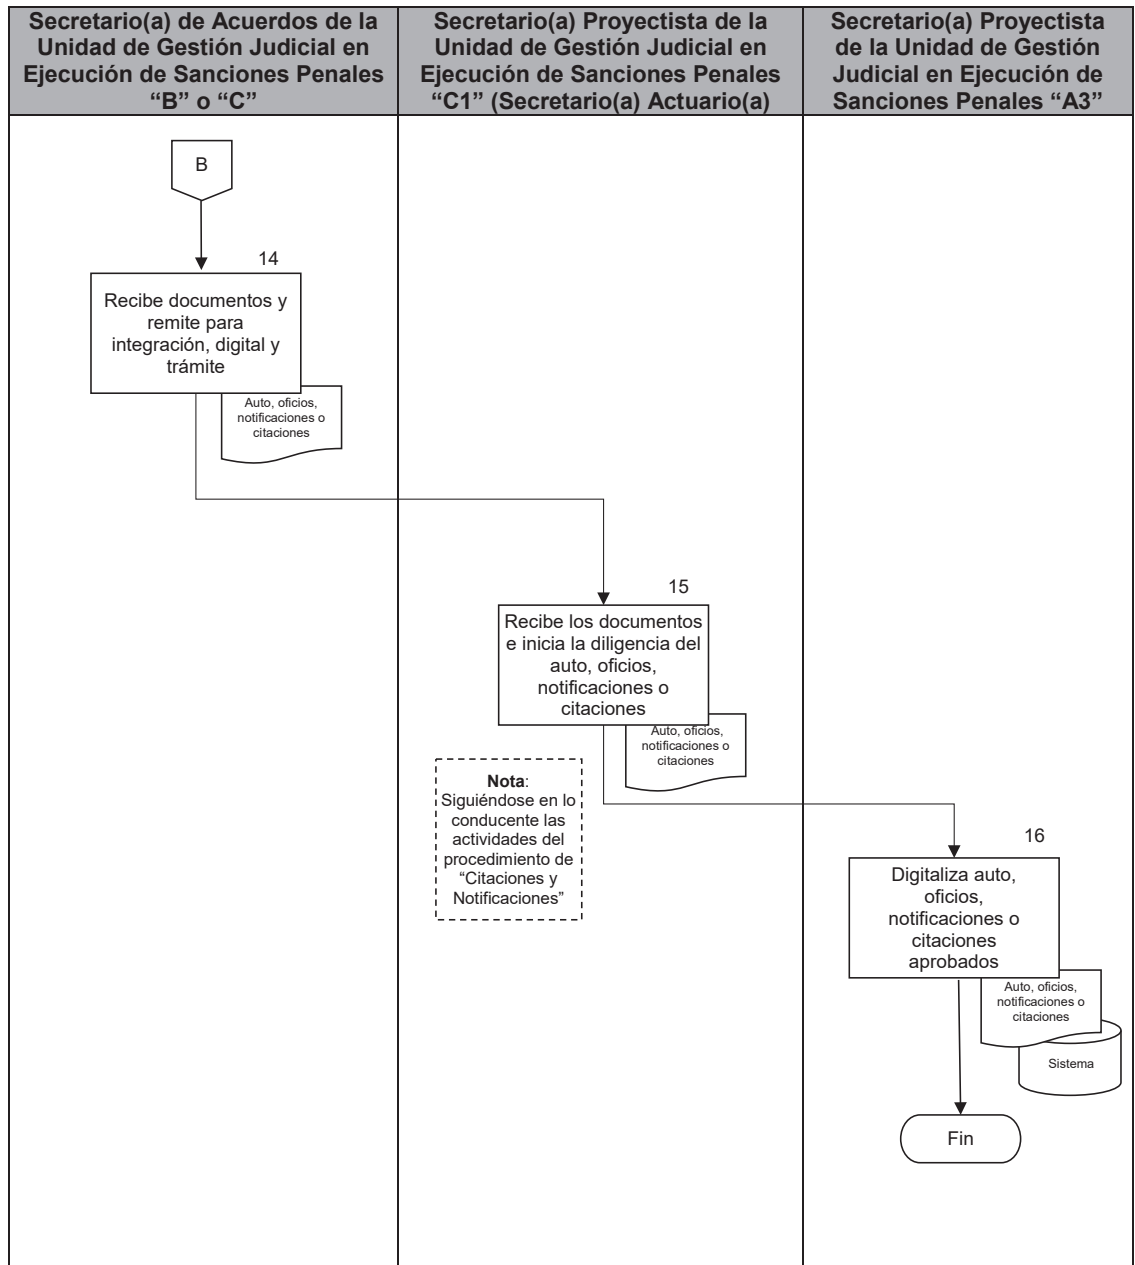 Secretario(a) de Acuerdos de la
Unidad de Gestión Judicial en
Ejecución de Sanciones Penales
“B” o “C”
Secretario(a) Proyectista de la
Unidad de Gestión Judicial en
Ejecución de Sanciones Penales
“C1” (Secretario(a) Actuario(a)
Secretario(a) Proyectista
de la Unidad de Gestión
Judicial en Ejecución de
Sanciones Penales “A3”
B
14
Recibe documentos y
remite para
integración, digital y
trámite
Auto, oficios,
notificaciones o
citaciones
15
Recibe los documentos
e inicia la diligencia del
auto, oficios,
notificaciones o
citaciones
Auto, oficios,
notificaciones o
citaciones
Nota:
Siguiéndose en lo
conducente las
actividades del
procedimiento de
“Citaciones y
Notificaciones”
16
Digitaliza auto,
oficios,
notificaciones o
citaciones
aprobados
Auto, oficios,
notificaciones o
citaciones
Sistema
Fin